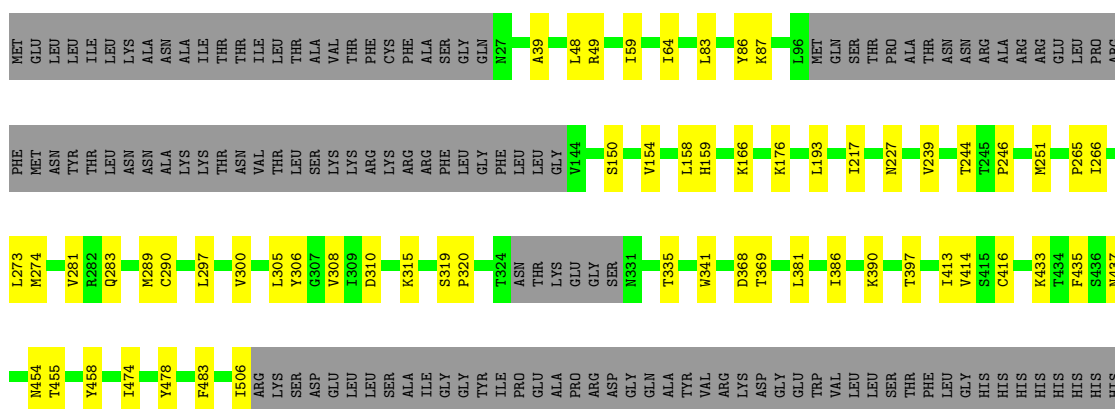 MET GLU LEU LEU ILE LEU LEU LYS ALA ASN ALA ILE THR THR ILE LEU THR ALA VAL THR PHE CYS PHE ALA SER GLY GLN N27 A39 L48 R49 I59 I64 L83 Y86 K87 L96 MET GLN SER THR PRO ALA THR ASN ASN ARG ALA ARG ARG GLU LEU PRO ARG
PHE MET ASN TYR THR LEU ASN ASN ALA LYS LYS THR ASN VAL THR LEU SER LYS LYS ARG LYS ARG ARG PHE LEU GLY PHE LEU LEU GLY V144 S150 V154 L158 H159 K166 K176 L193 I217 N227 V239 T244 T245 P246 M251 P265 I266
L273 M274 V281 R282 Q283 M289 C290 L297 V300 L305 Y306 G307 V308 I309 D310 K315 S319 P320 T324 ASN THR LYS GLU GLY SER N331 T335 W341 D368 T369 L381 I386 K390 T397 I413 V414 S415 C416 K433 T434 F435 S436 N437
N454 T455 Y458 I474 Y478 F483 I506 ARG LYS SER ASP GLU LEU LEU SER ALA ILE GLY GLY TYR ILE PRO GLU ALA PRO ARG ASP GLY GLN ALA TYR VAL ARG LYS ASP GLY GLU TRP VAL LEU LEU SER THR PHE LEU GLY HIS HIS HIS HIS HIS HIS